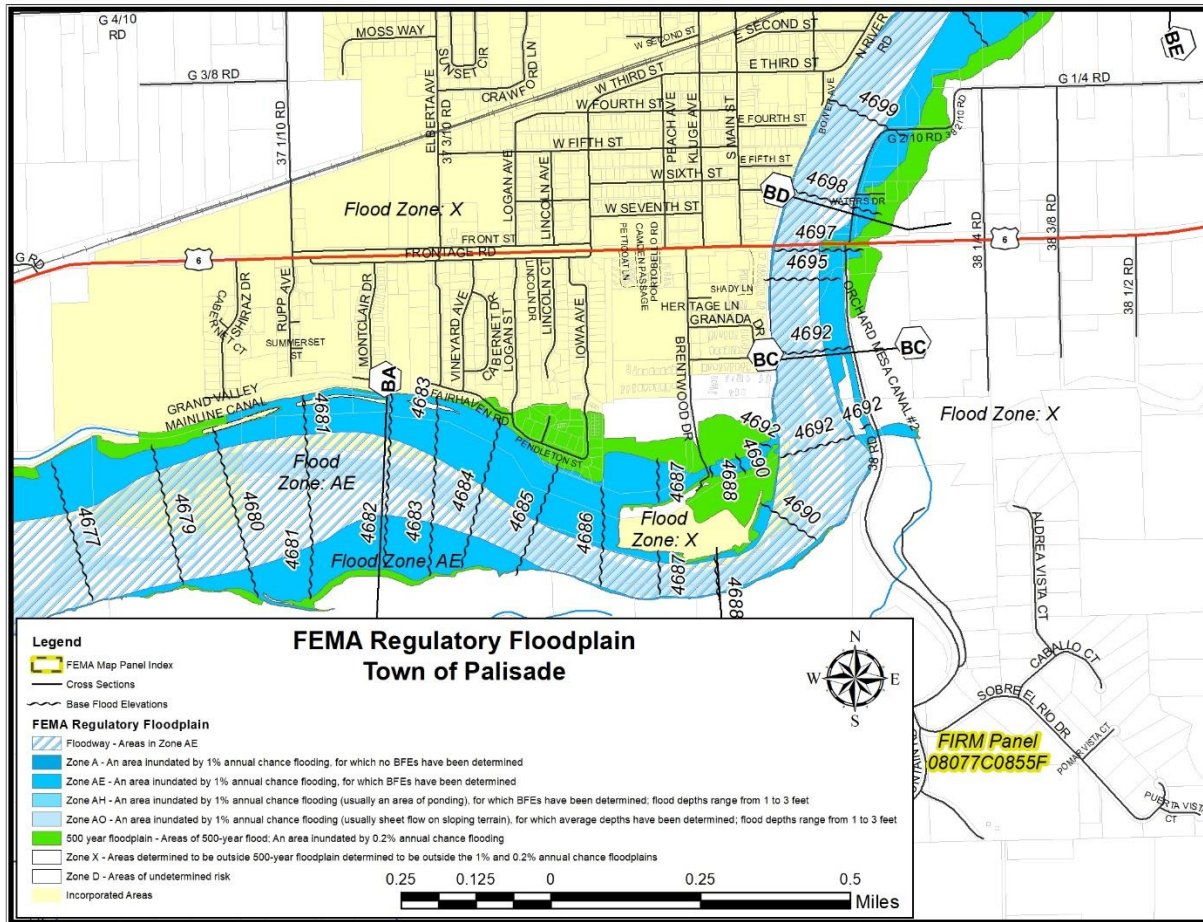 G 4/10
RD
MOSS WAY
SUNSET CIR
CRAWFORD LN
W SECOND ST
E SECOND ST
N RIVER
RD
BE
G 3/8 RD
ELBERTA AVE
W THIRD ST
E THIRD ST
G 1/4 RD
37 1/10 RD
37 3/10 RD
W FOURTH ST
PEACH AVE
KLUGE AVE
S MAIN ST
E FOURTH ST
BOWER AVE
4699
G 2/10 RD
38 2/10 RD
W FIFTH ST
E FIFTH ST
LOGAN AVE
LINCOLN AVE
W SIXTH ST
4698
BD
WATERS DR
Flood Zone: X
W SEVENTH ST
FRONT ST
FRONTAGE RD
PETTICOAT LN
CAMDEN PASSAGE
PORTOBELLO RD
4697
38 1/4 RD
6
38 3/8 RD
G RD
6
4695
38 1/2 RD
CABERNET CT
SHIRAZ DR
RUPP AVE
SUMMERSET
ST
MONTCLAIR DR
VINEYARD AVE
CABERNET DR
LOGAN ST
LINCOLN DR
LINCOLN CT
IOWA AVE
SHADY LN
HERITAGE LN
GRANADA
DR
BRENTWOOD DR
ORCHARD MESA CANAL #2
4692
BC
BC
GRAND VALLEY
MAINLINE CANAL
4681
BA
4683
FAIRHAVEN RD
PENDLETON ST
4692
4692
4692
38 RD
Flood Zone: X
Flood
Zone: AE
4677
4679
4680
4681
4682
4683
4684
4685
4686
4687
4688
4690
4690
Flood
Zone: X
Flood Zone: AE
4687
4688
ALDREA VISTA CT
CABALLO CT
SOBRE EL RIO DR
POMAR VISTA CT
PUERTA VISTA
CT
FIRM Panel
08077C0855F
Legend
FEMA Map Panel Index
Cross Sections
Base Flood Elevations
FEMA Regulatory Floodplain
Floodway - Areas in Zone AE
Zone A - An area inundated by 1% annual chance flooding, for which no BFEs have been determined
Zone AE - An area inundated by 1% annual chance flooding, for which BFEs have been determined
Zone AH - An area inundated by 1% annual chance flooding (usually an area of ponding), for which BFEs have been determined; flood depths range from 1 to 3 feet
Zone AO - An area inundated by 1% annual chance flooding (usually sheet flow on sloping terrain), for which average depths have been determined; flood depths range from 1 to 3 feet
500 year floodplain - Areas of 500-year flood; An area inundated by 0.2% annual chance flooding
Zone X - Areas determined to be outside 500-year floodplain determined to be outside the 1% and 0.2% annual chance floodplains
Zone D - Areas of undetermined risk
Incorporated Areas
FEMA Regulatory Floodplain
Town of Palisade
N
W
E
S
0.25
0.125
0
0.25
0.5
Miles